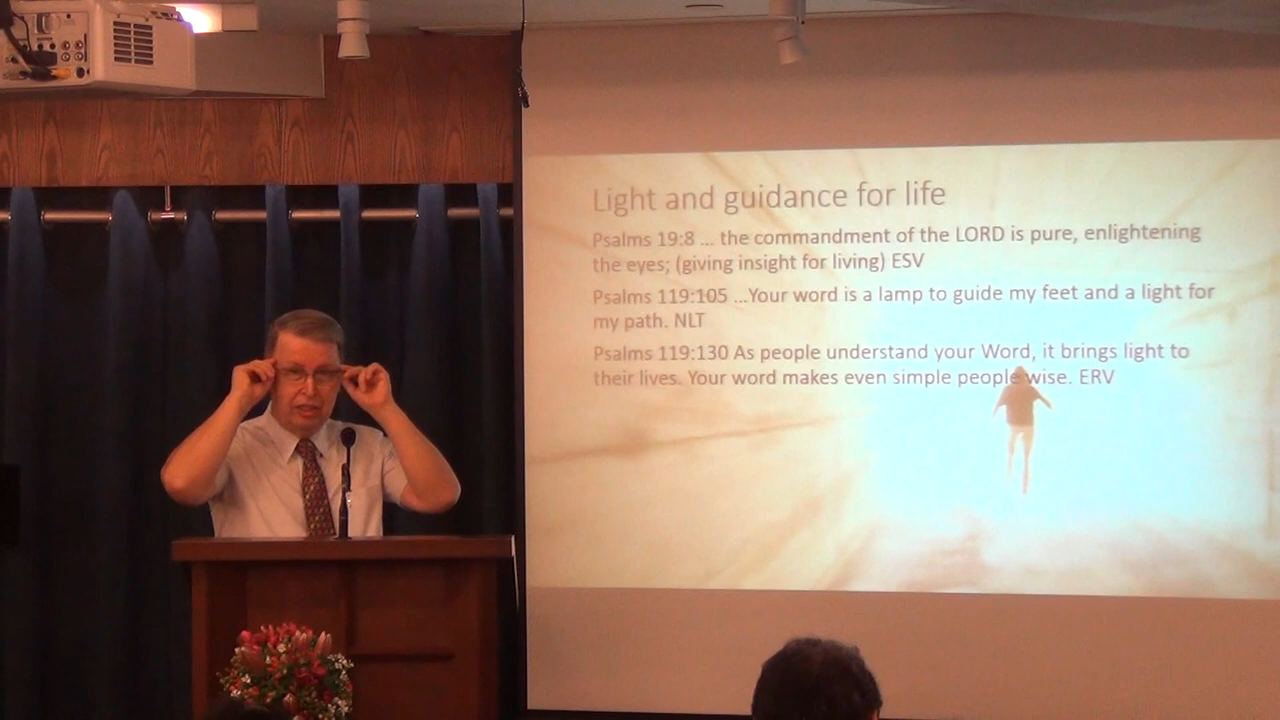 Light and guidance for life
Psalms 19:8 ... the commandment of the LORD is pure, enlightening
the eyes; (giving insight for living) ESV
Psalms 119:105 ...Your word is a lamp to guide my feet and a light for
my path. NLT
Psalms 119:130 As people understand your Word, it brings light to
their lives. Your word makes even simple people wise. ERV